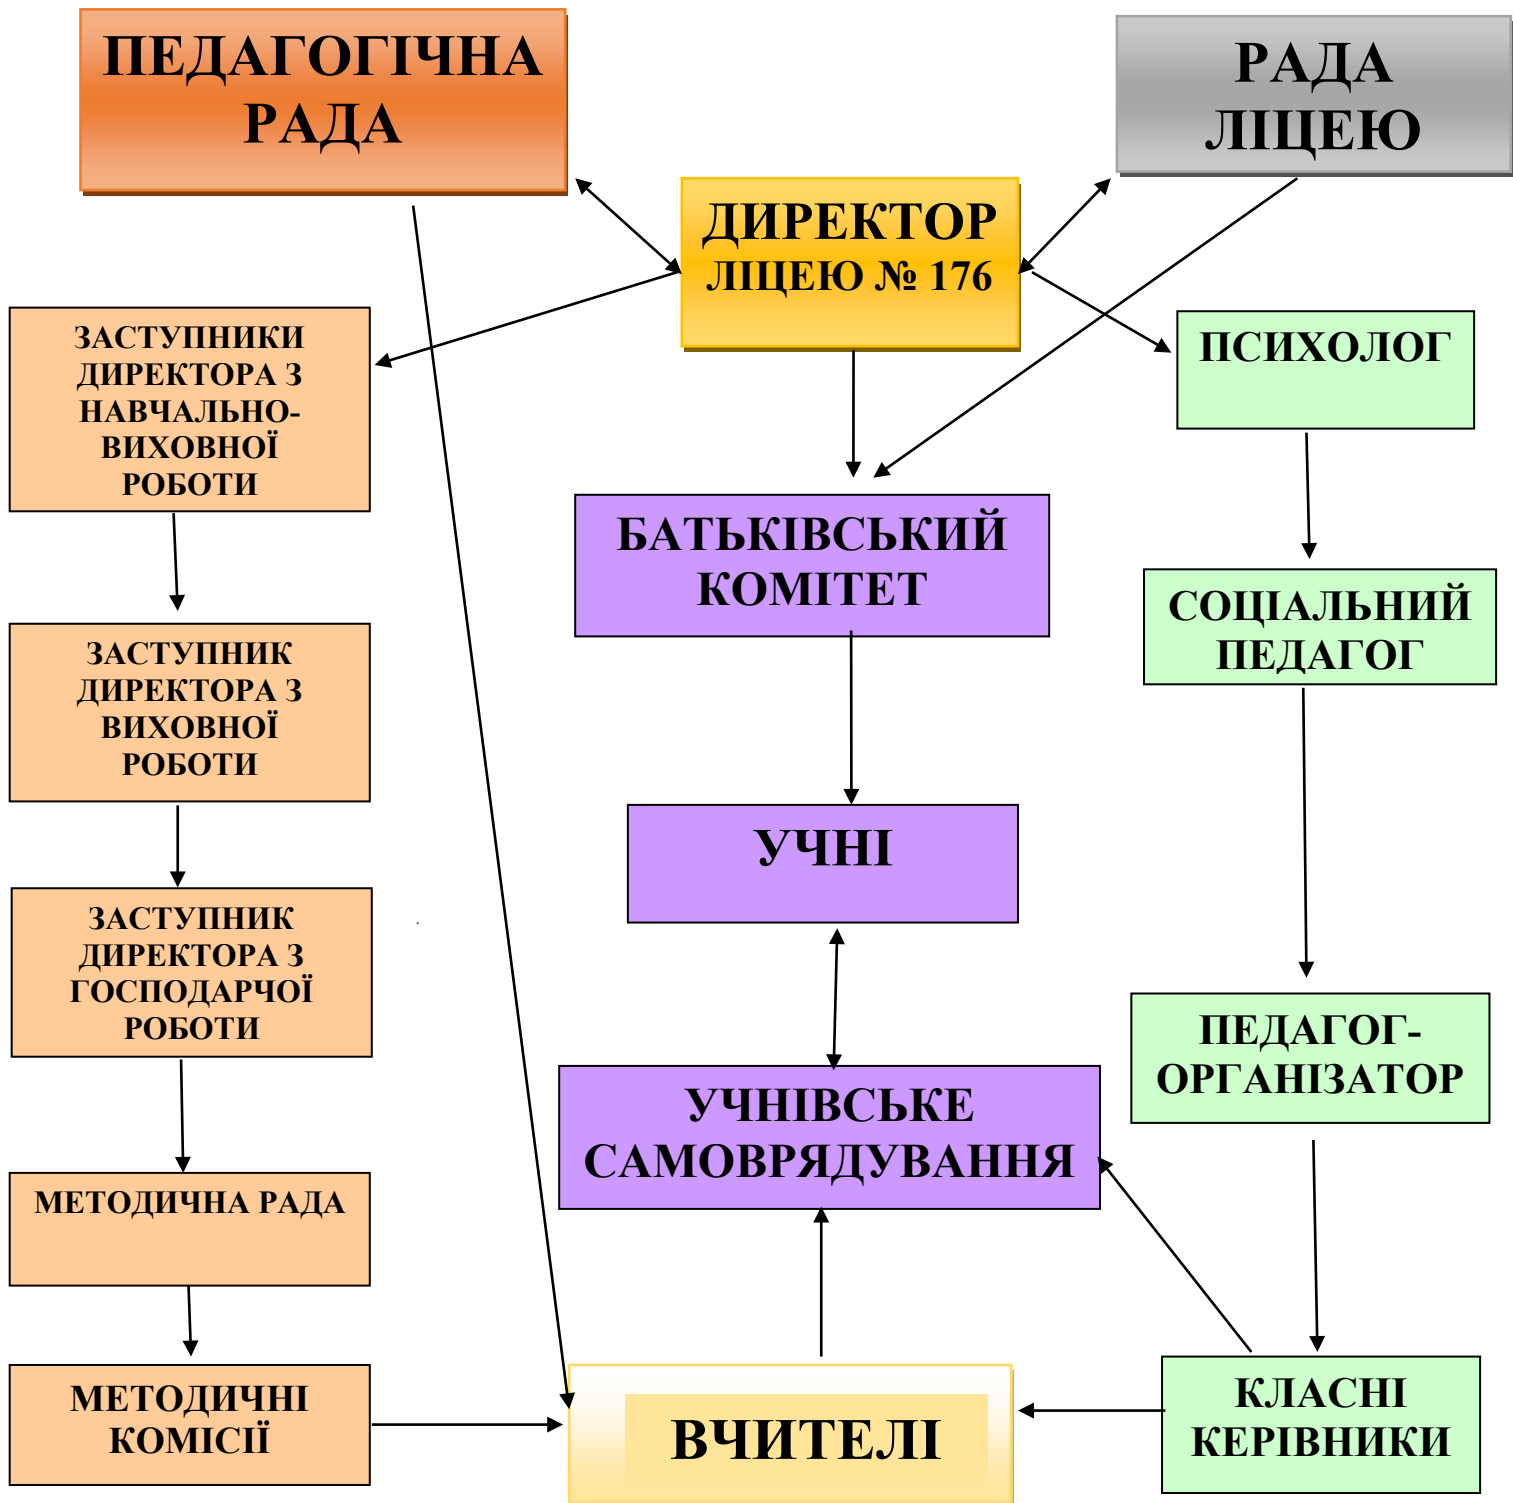 ПЕДАГОГІЧНА
РАДА
РАДА
ЛІЦЕЮ
ДИРЕКТОР
ЛІЦЕЮ № 176
ЗАСТУПНИКИ
ДИРЕКТОРА З
НАВЧАЛЬНО-
ВИХОВНОЇ
РОБОТИ
ПСИХОЛОГ
БАТЬКІВСЬКИЙ
КОМІТЕТ
СОЦІАЛЬНИЙ
ПЕДАГОГ
ЗАСТУПНИК
ДИРЕКТОРА З
ВИХОВНОЇ
РОБОТИ
УЧНІ
ЗАСТУПНИК
ДИРЕКТОРА З
ГОСПОДАРЧОЇ
РОБОТИ
ПЕДАГОГ-
ОРГАНІЗАТОР
УЧНІВСЬКЕ
САМОВРЯДУВАННЯ
МЕТОДИЧНА РАДА
МЕТОДИЧНІ
КОМІСІЇ
ВЧИТЕЛІ
КЛАСНІ
КЕРІВНИКИ